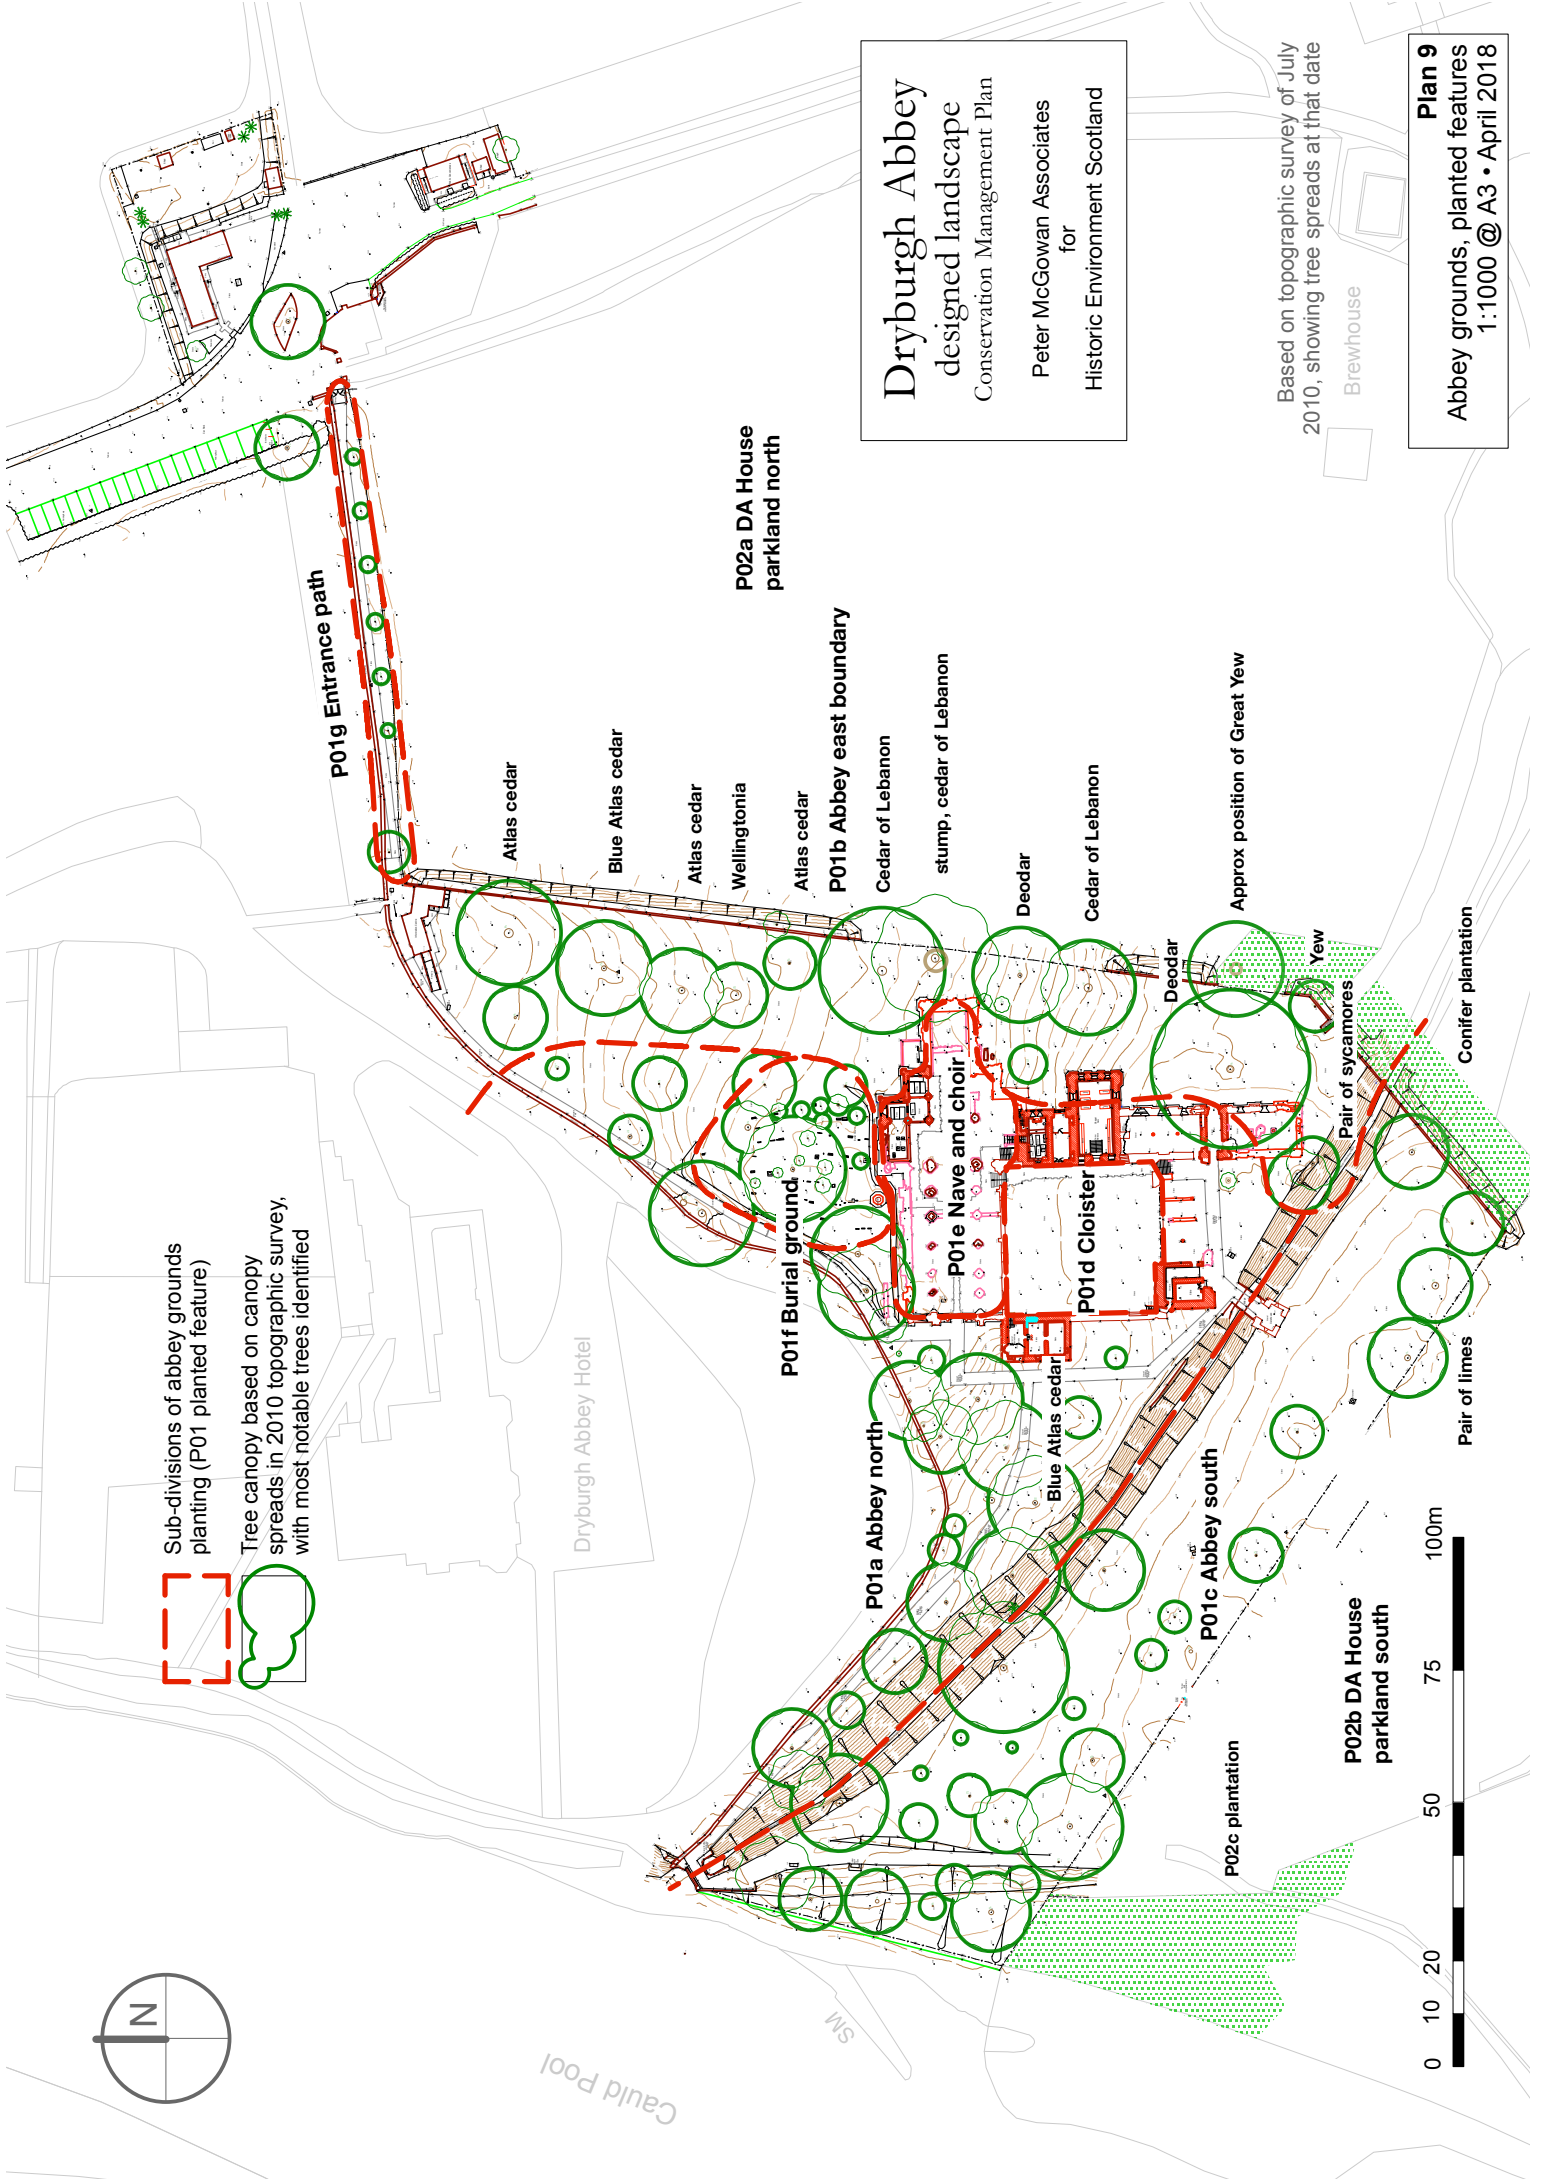 N
Sub-divisions of abbey grounds
planting (P01 planted feature)
Tree canopy based on canopy
spreads in 2010 topographic survey,
with most notable trees identified
P01g Entrance path
Dryburgh Abbey Hotel
Cauld Pool
SM
Atlas cedar
Blue Atlas cedar
Atlas cedar
Wellingtonia
Atlas cedar
P01b Abbey east boundary
Cedar of Lebanon
stump, cedar of Lebanon
Deodar
Cedar of Lebanon
Deodar
Approx position of Great Yew
Yew
Pair of sycamores
Conifer plantation
P02a DA House
parkland north
P01f Burial ground
P01e Nave and choir
P01d Cloister
P01a Abbey north
Blue Atlas cedar
P01c Abbey south
Pair of limes
P02c plantation
P02b DA House
parkland south
0 10 20 50 75 100m
Dryburgh Abbey
designed landscape
Conservation Management Plan
Peter McGowan Associates
for
Historic Environment Scotland
Based on topographic survey of July
2010, showing tree spreads at that date
Brewhouse
Plan 9
Abbey grounds, planted features
1:1000 @ A3 • April 2018